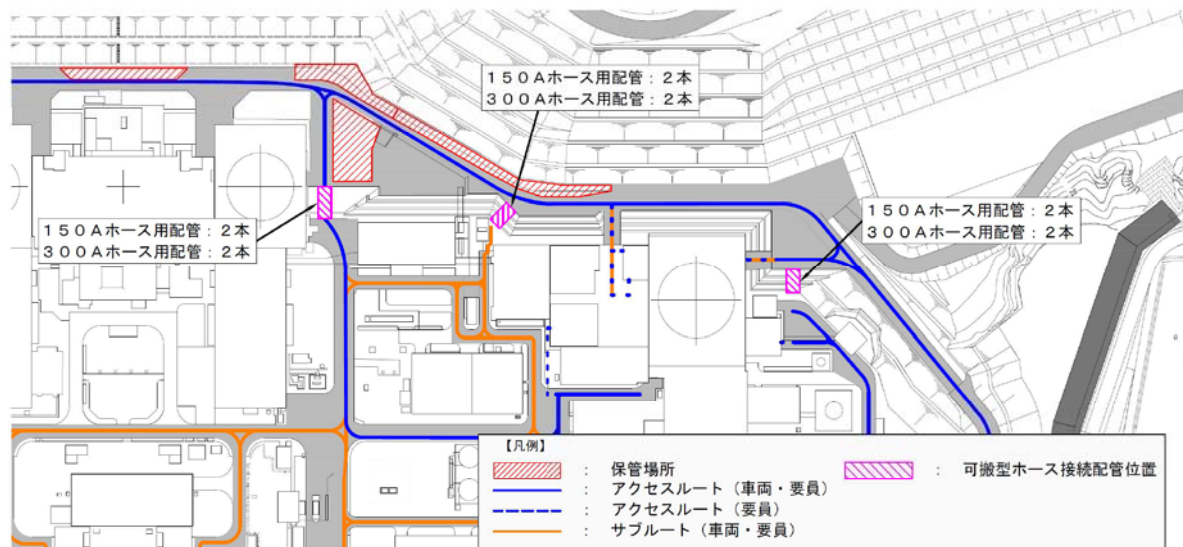 150Aホース用配管:2本
300Aホース用配管:2本
150Aホース用配管:2本
300Aホース用配管:2本
150Aホース用配管:2本
300Aホース用配管:2本
【凡例】
: 保管場所
: 可搬型ホース接続配管位置
: アクセスルート(車両・要員)
: アクセスルート(要員)
: サブルート(車両・要員)